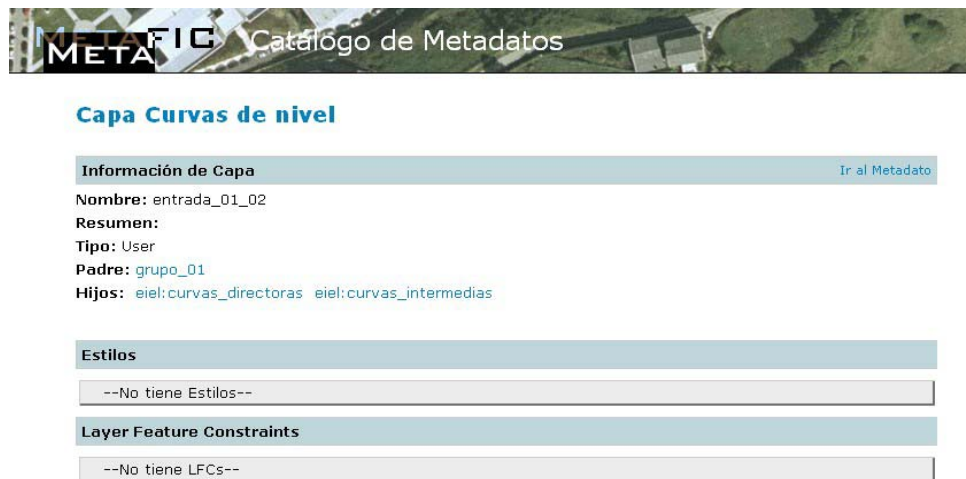 METAFIC Catálogo de Metadatos
Capa Curvas de nivel
Información de Capa Ir al Metadato
Nombre: entrada_01_02
Resumen:
Tipo: User
Padre: grupo_01
Hijos: eiel:curvas_directoras eiel:curvas_intermedias
Estilos
--No tiene Estilos--
Layer Feature Constraints
--No tiene LFCs--